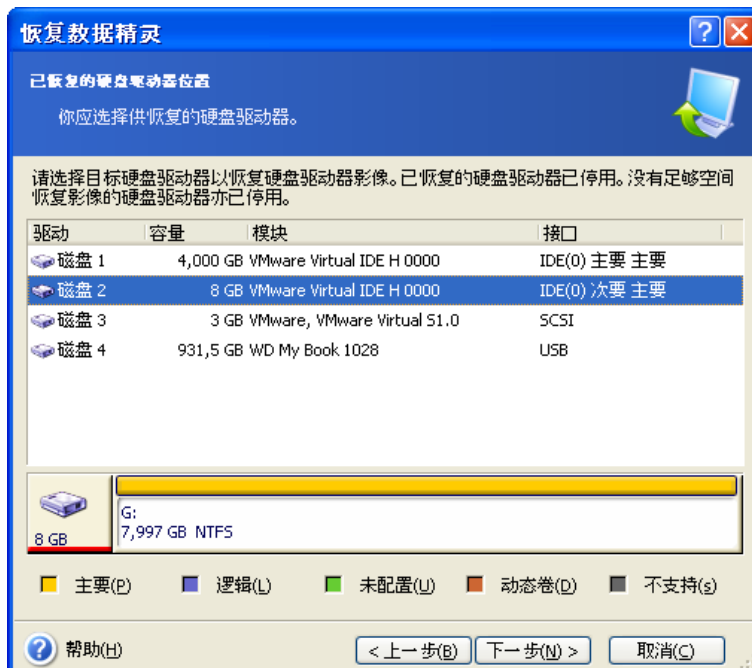 恢复数据精灵
已恢复的硬盘驱动器位置
你应选择供恢复的硬盘驱动器。
请选择目标硬盘驱动器以恢复硬盘驱动器影像。已恢复的硬盘驱动器已停用。没有足够空间
恢复影像的硬盘驱动器亦已停用。
驱动 容量 模块 接口
磁盘 1 4,000 GB VMware Virtual IDE H 0000 IDE(0) 主要 主要
磁盘 2 8 GB VMware Virtual IDE H 0000 IDE(0) 次要 主要
磁盘 3 3 GB VMware, VMware Virtual S1.0 SCSI
磁盘 4 931,5 GB WD My Book 1028 USB
G:
8 GB 7,997 GB NTFS
主要(P) 逻辑(L) 未配置(U) 动态卷(D) 不支持(s)
帮助(H) < 上一步(B) 下一步(N) > 取消(C)